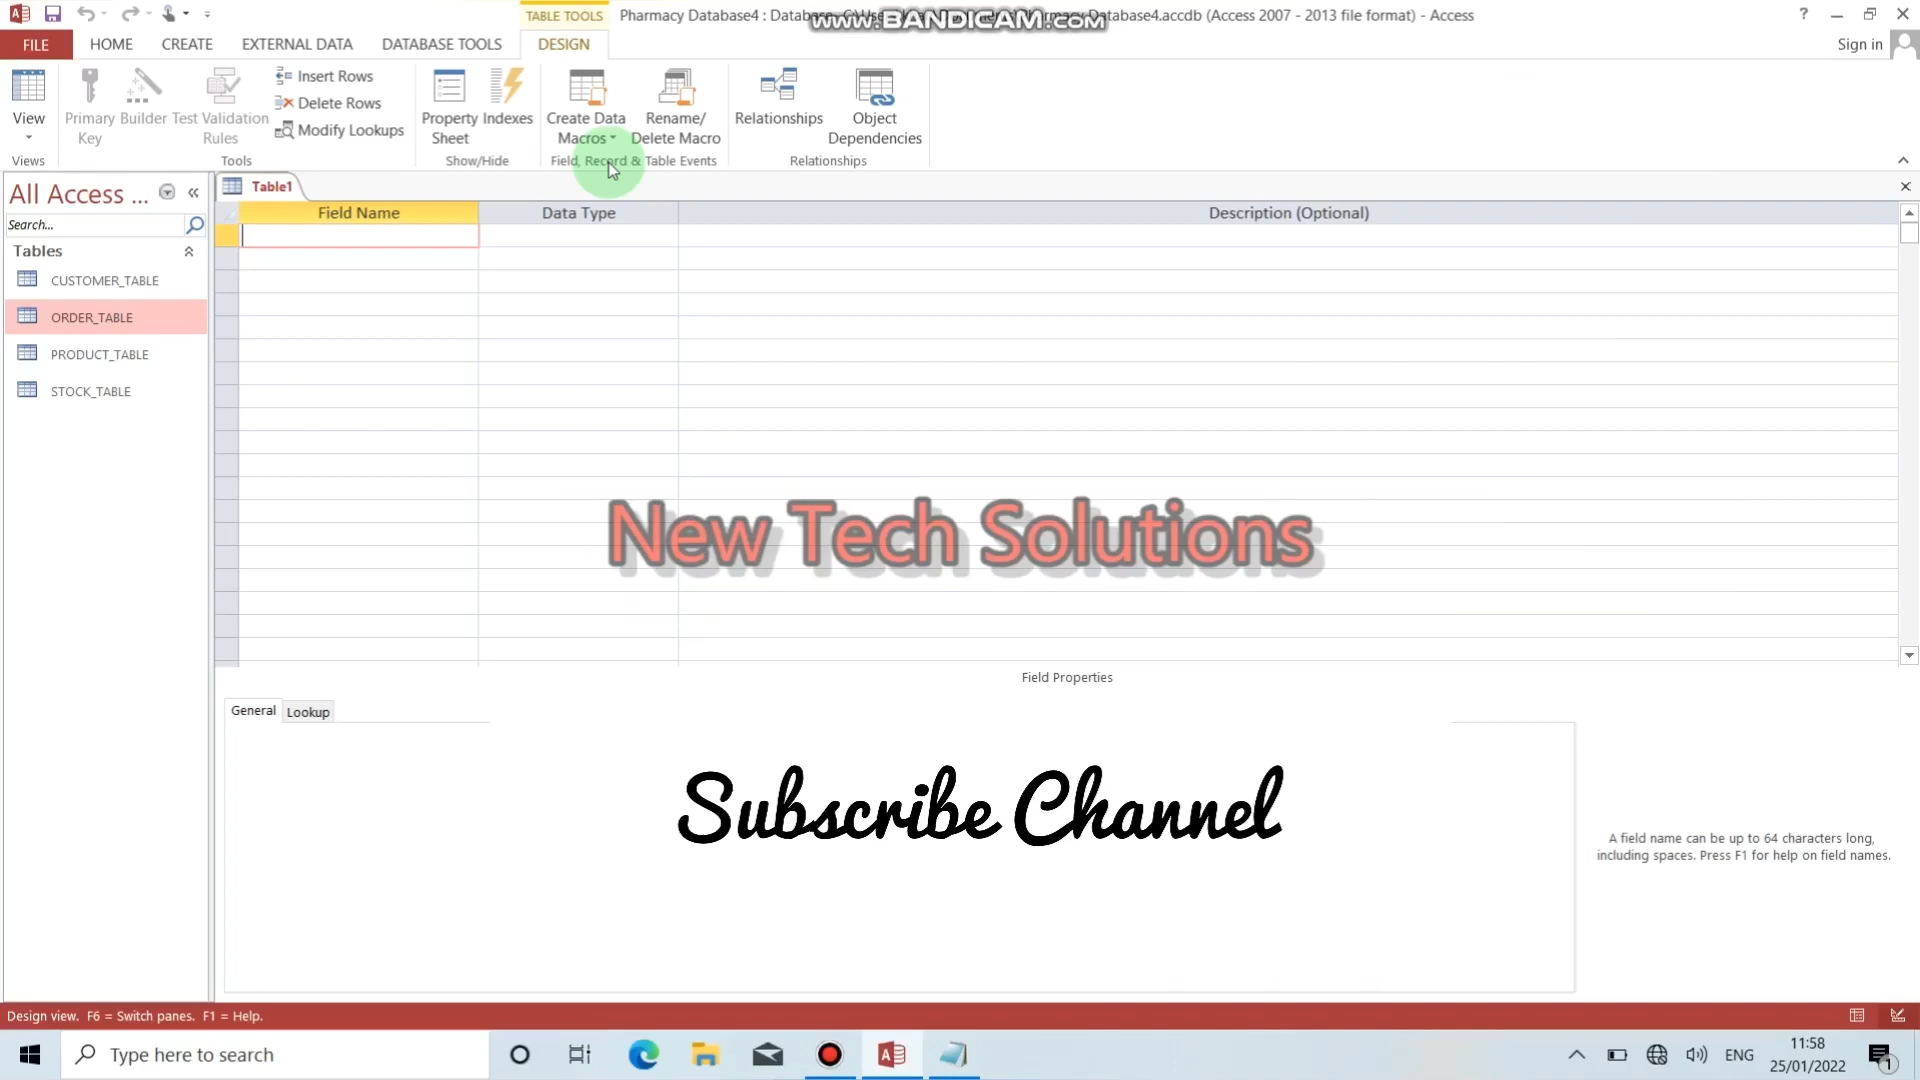 TABLE TOOLS
Pharmacy Database4 : Database- C:\Use
Database4.accdb (Access 2007 - 2013 file format) - Access
www.BANDICAM.com
?
FILE
HOME
CREATE
EXTERNAL DATA
DATABASE TOOLS
DESIGN
Sign in
View
Primary Key
Builder
Test Validation Rules
Insert Rows
Delete Rows
Modify Lookups
Property Sheet
Indexes
Create Data Macros
Rename/ Delete Macro
Relationships
Object Dependencies
Views
Tools
Show/Hide
Field, Record & Table Events
Relationships
All Access ...
Search...
Tables
CUSTOMER_TABLE
ORDER_TABLE
PRODUCT_TABLE
STOCK_TABLE
Table1
Field Name
Data Type
Description (Optional)
New Tech Solutions
Field Properties
General
Lookup
Subscribe Channel
A field name can be up to 64 characters long,
including spaces. Press F1 for help on field names.
Design view. F6 = Switch panes. F1 = Help.
Type here to search
ENG
11:58
25/01/2022
1